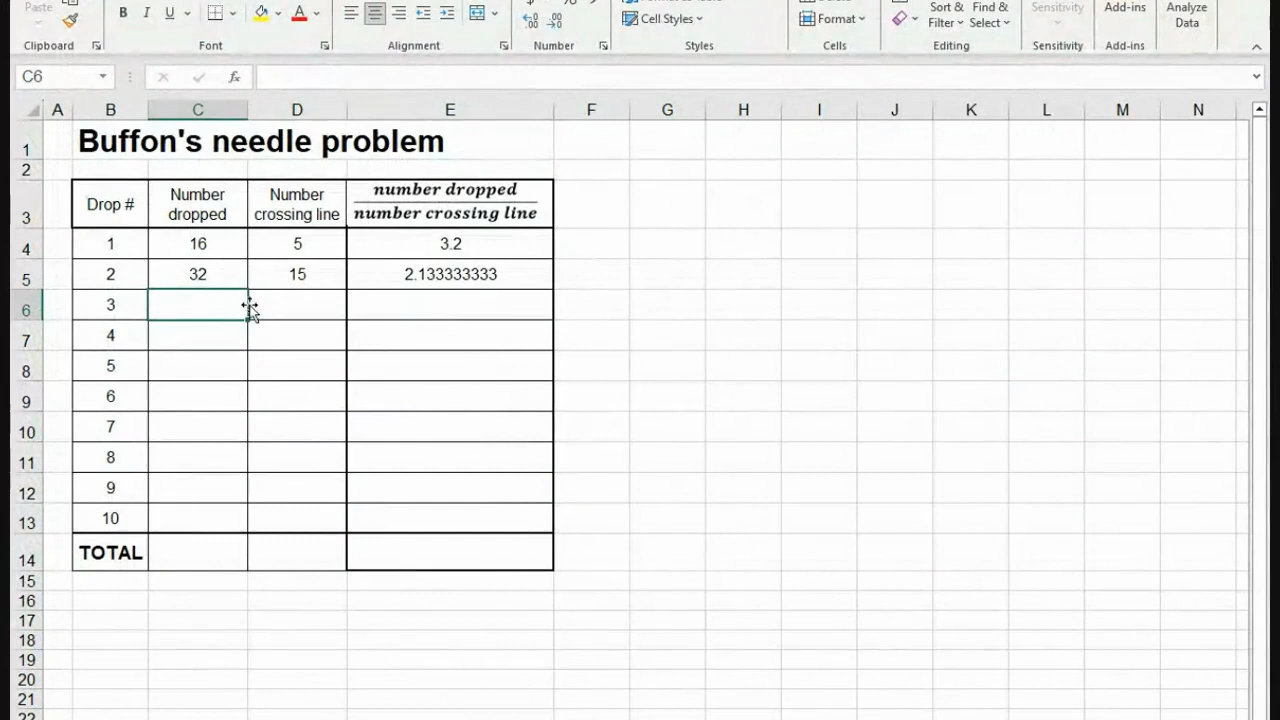 Paste
B I U A
$ % 9
Sort & Find &
Sensitivity Add-ins Analyze
Cell Styles Format Filter Select Data
Clipboard Font Alignment Number Styles Cells Editing Sensitivity Add-ins
C6 fx
A B C D E F G H I J K L M N
1 Buffon's needle problem
2
Drop # Number Number number dropped
3 dropped crossing line number crossing line
4 1 16 5 3.2
5 2 32 15 2.133333333
6 3
7 4
8 5
9 6
10 7
11 8
12 9
13 10
14 TOTAL
15
16
17
18
19
20
21
22